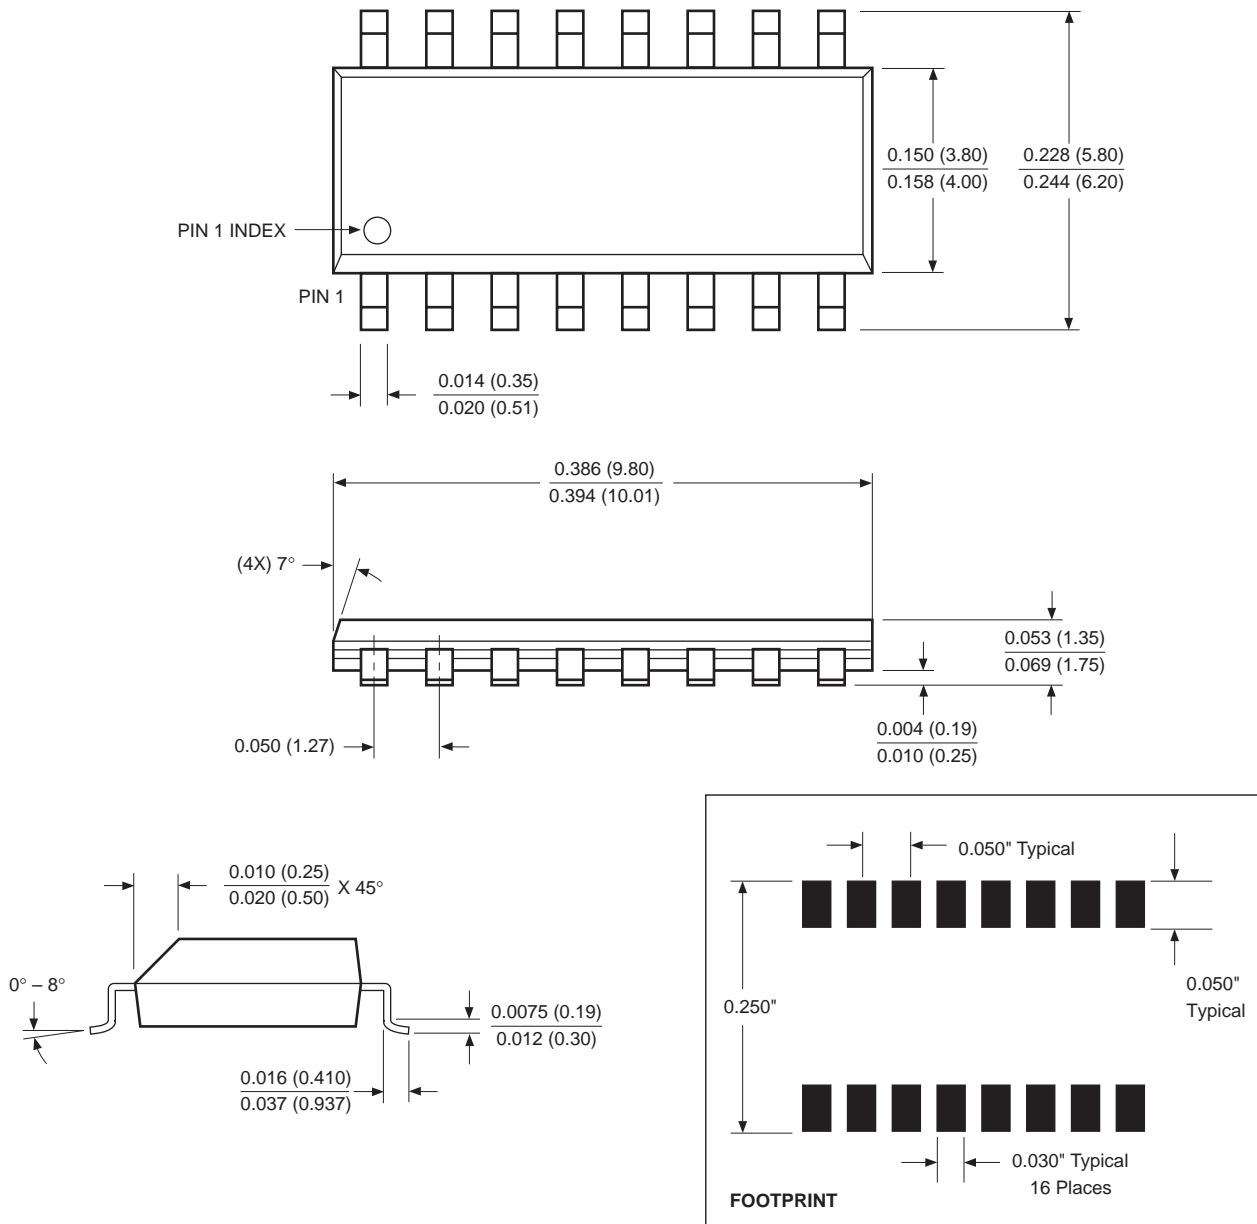 0.150 (3.80)
0.158 (4.00)
0.228 (5.80)
0.244 (6.20)
PIN 1 INDEX
PIN 1
0.014 (0.35)
0.020 (0.51)
0.386 (9.80)
0.394 (10.01)
(4X) 7°
0.053 (1.35)
0.069 (1.75)
0.004 (0.19)
0.010 (0.25)
0.050 (1.27)
0.010 (0.25)
0.020 (0.50)
X 45°
0° – 8°
0.0075 (0.19)
0.012 (0.30)
0.016 (0.410)
0.037 (0.937)
0.050" Typical
0.050"
Typical
0.250"
0.030" Typical
16 Places
FOOTPRINT